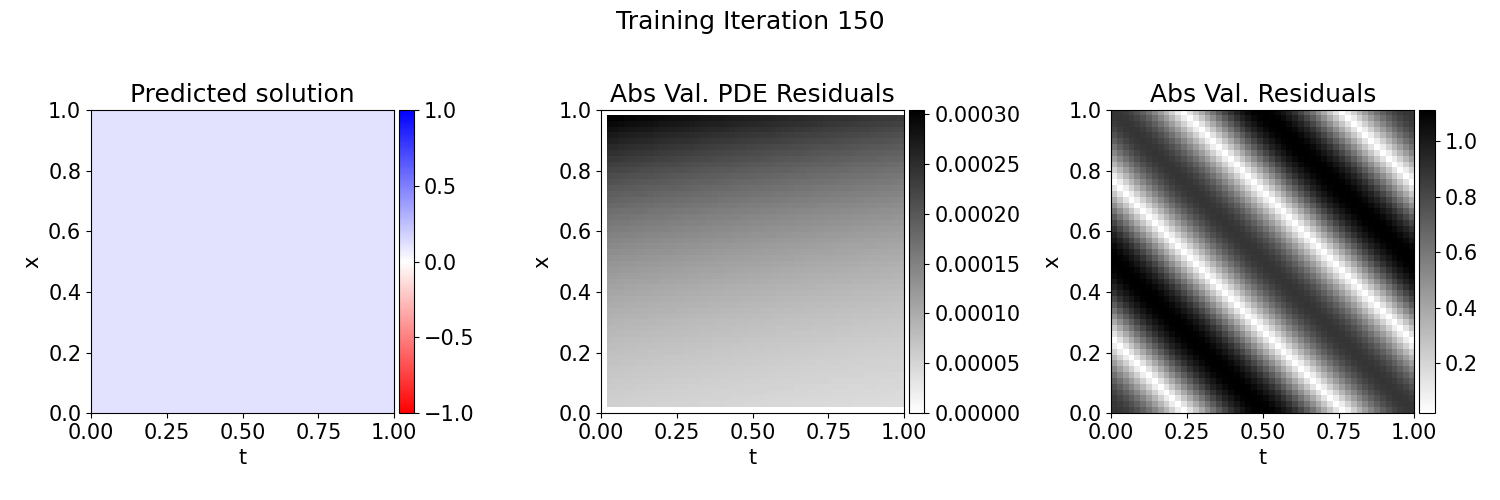 Training Iteration 150
Predicted solution
1.0
0.8
0.6
0.4
0.2
0.0
x
0.00 0.25 0.50 0.75 1.00
t
1.0
0.5
0.0
−0.5
−1.0
Abs Val. PDE Residuals
1.0
0.8
0.6
0.4
0.2
0.0
x
0.00 0.25 0.50 0.75 1.00
t
0.00030
0.00025
0.00020
0.00015
0.00010
0.00005
0.00000
Abs Val. Residuals
1.0
0.8
0.6
0.4
0.2
0.0
x
0.00 0.25 0.50 0.75 1.00
t
1.0
0.8
0.6
0.4
0.2